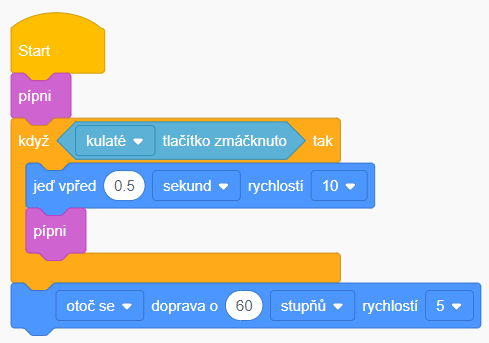 Start
pípni
když kulaté tlačítko zmáčknuto tak
jeď vpřed 0.5 sekund rychlostí 10
pípni
otoč se doprava o 60 stupňů rychlostí 5